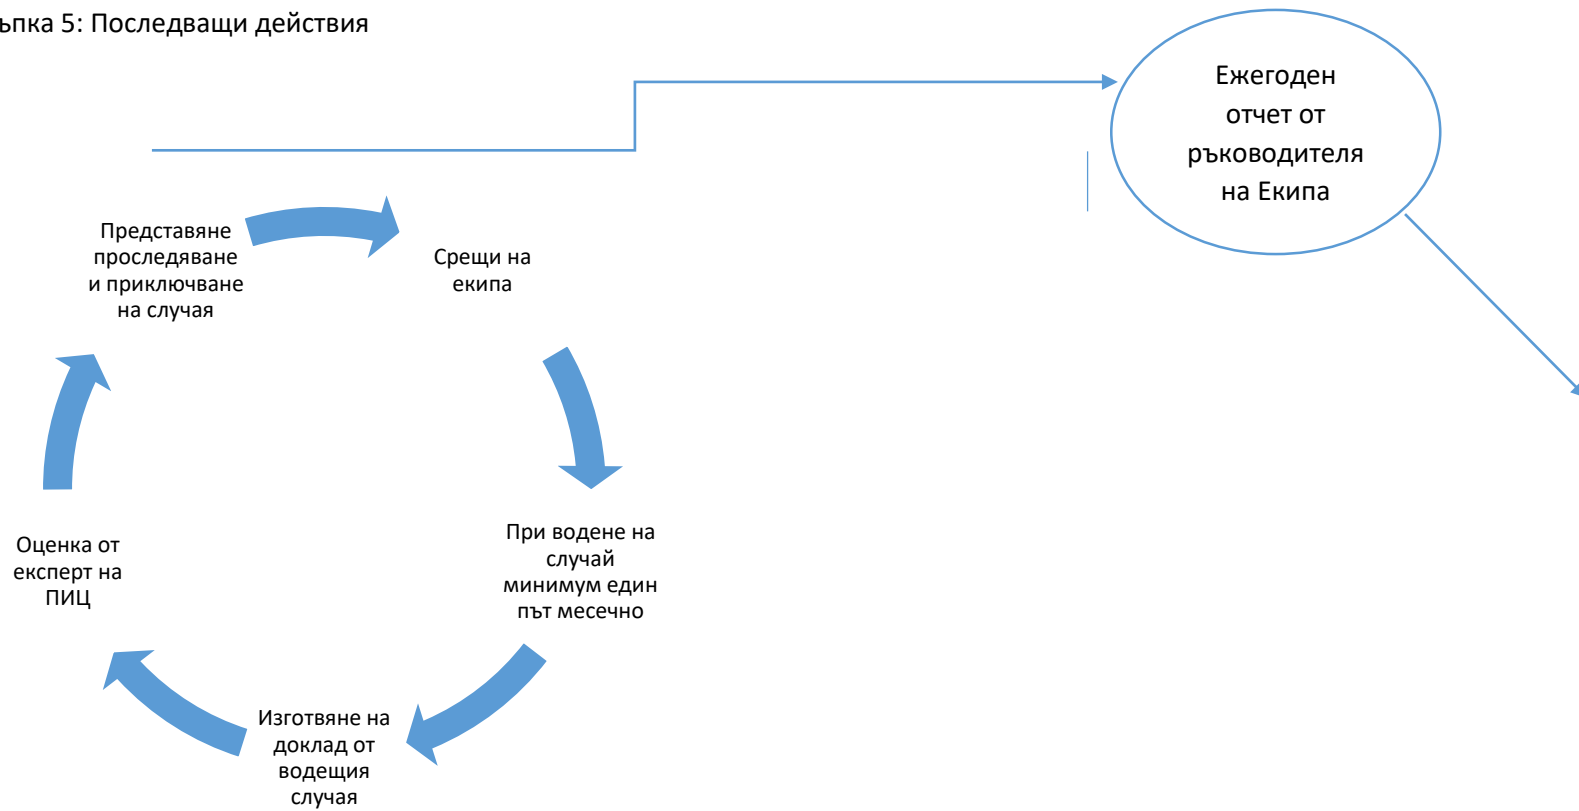 ъпка 5: Последващи действия
Ежегоден
отчет от
ръководителя
на Екипа
Представяне
проследяване
и приключване
на случая
Срещи на
екипа
При водене на
случай
минимум един
път месечно
Изготвяне на
доклад от
водещия
случая
Оценка от
експерт на
ПИЦ